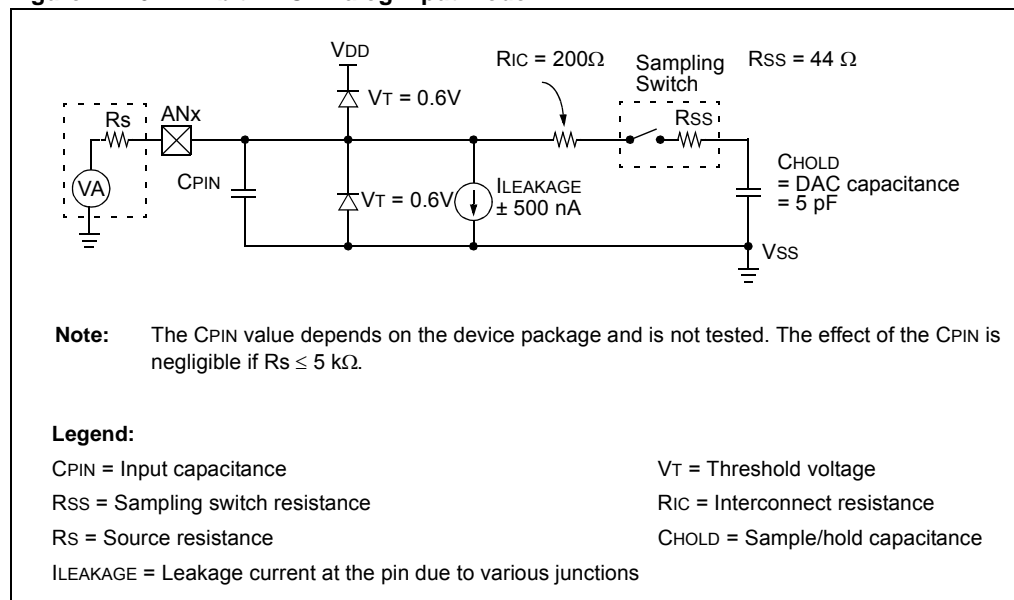 VDD
RIC = 200Ω
Sampling
Switch
RSS = 44 Ω
VT = 0.6V
Rs
ANx
RSS
VA
CPIN
VT = 0.6V
ILEAKAGE
± 500 nA
CHOLD
= DAC capacitance
= 5 pF
VSS
Note: The CPIN value depends on the device package and is not tested. The effect of the CPIN is
negligible if Rs ≤ 5 kΩ.
Legend:
CPIN = Input capacitance
VT = Threshold voltage
RSS = Sampling switch resistance
RIC = Interconnect resistance
RS = Source resistance
CHOLD = Sample/hold capacitance
ILEAKAGE = Leakage current at the pin due to various junctions